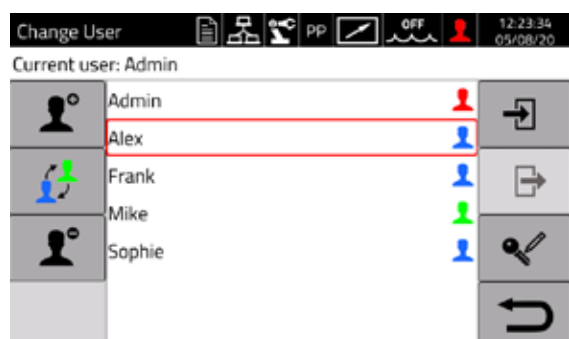 Change User PP OFF 12:23:34
05/08/20
Current user: Admin
Admin
Alex
Frank
Mike
Sophie